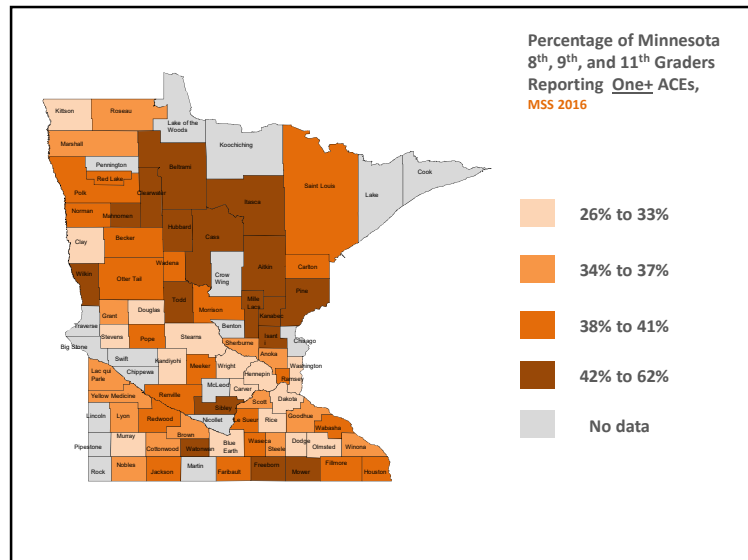 Percentage of Minnesota
8th, 9th, and 11th Graders
Reporting One+ ACEs,
MSS 2016
26% to 33%
34% to 37%
38% to 41%
42% to 62%
No data
Kittson
Roseau
Lake of the
Woods
Koochiching
Marshall
Pennington
Red Lake
Beltrami
Clearwater
Polk
Itasca
Saint Louis
Lake
Cook
Norman
Mahnomen
Hubbard
Cass
Clay
Becker
Wadena
Aitkin
Carlton
Crow
Wing
Wilkin
Otter Tail
Todd
Morrison
Mille
Lacs
Kanabec
Pine
Grant
Douglas
Traverse
Stevens
Pope
Stearns
Benton
Isanti
Chisago
Big Stone
Swift
Chippewa
Kandiyohi
Meeker
Sherburne
Wright
Anoka
Hennepin
Ramsey
Washington
Lac qui
Parle
Yellow Medicine
Renville
McLeod
Carver
Scott
Dakota
Sibley
Lincoln
Lyon
Redwood
Nicollet
Le Sueur
Rice
Goodhue
Wabasha
Brown
Pipestone
Murray
Cottonwood
Watonwan
Blue
Earth
Waseca
Steele
Dodge
Olmsted
Winona
Rock
Nobles
Jackson
Martin
Faribault
Freeborn
Mower
Fillmore
Houston